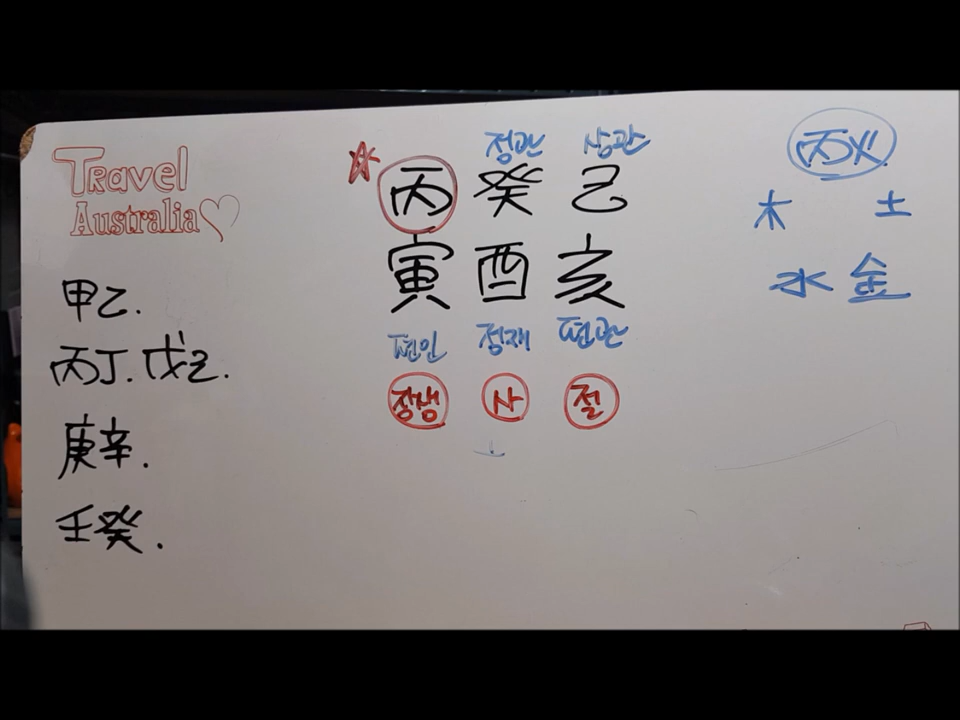 Travel
Australia
甲乙.
丙丁. 戊己.
庚辛.
壬癸.
정관 상관
丙 癸 己
寅 酉 亥
편인 정재 편관
장생 사 절
丙火.
木 土
水 金